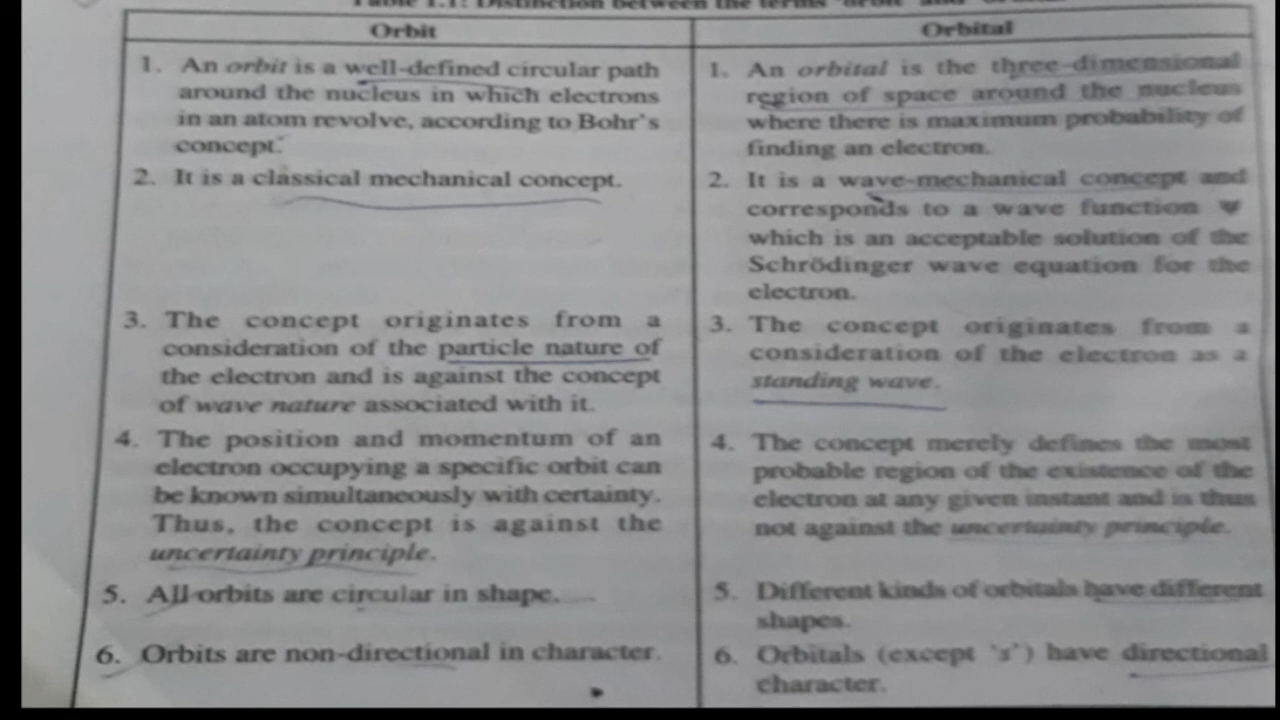 Table 1.1: Distinction between the terms 'orbit' and 'orbital'
Orbit
1. An orbit is a well-defined circular path
around the nucleus in which electrons
in an atom revolve, according to Bohr's
concept.
2. It is a classical mechanical concept.
3. The concept originates from a
consideration of the particle nature of
the electron and is against the concept
of wave nature associated with it.
4. The position and momentum of an
electron occupying a specific orbit can
be known simultaneously with certainty.
Thus, the concept is against the
uncertainty principle.
5. All orbits are circular in shape.
6. Orbits are non-directional in character.
Orbital
1. An orbital is the three-dimensional
region of space around the nucleus
where there is maximum probability of
finding an electron.
2. It is a wave-mechanical concept and
corresponds to a wave function ψ
which is an acceptable solution of the
Schrödinger wave equation for the
electron.
3. The concept originates from a
consideration of the electron as a
standing wave.
4. The concept merely defines the most
probable region of the existence of the
electron at any given instant and is thus
not against the uncertainty principle.
5. Different kinds of orbitals have different
shapes.
6. Orbitals (except 's') have directional
character.